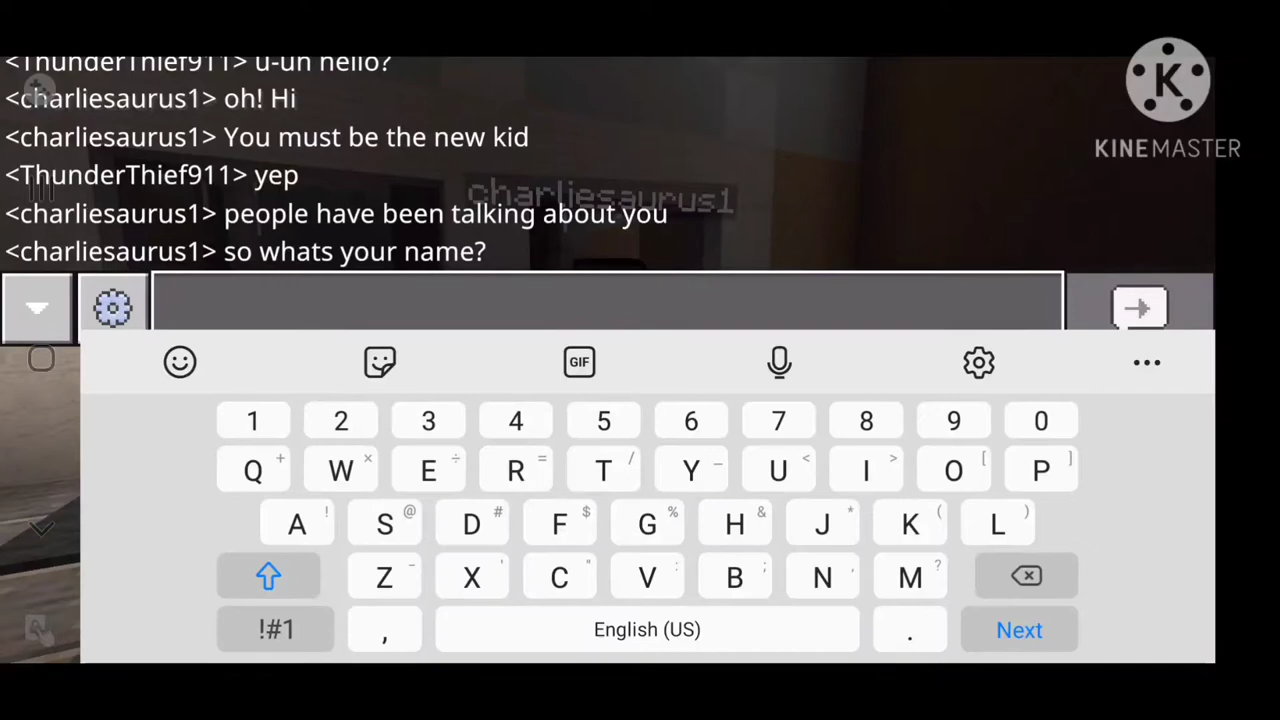 <ThunderThief911> u-uh hello?
<charliesaurus1> oh! Hi
<charliesaurus1> You must be the new kid
<ThunderThief911> yep
<charliesaurus1> people have been talking about you
<charliesaurus1> so whats your name?
charliesaurus1
K
KINEMASTER
GIF
1 2 3 4 5 6 7 8 9 0
Q + W × E ÷ R = T / Y _ U < I > O [ P ]
A ! S @ D # F $ G % H & J * K ( L )
Z - X ' C " V : B ; N , M ?
!#1 , English (US) . Next